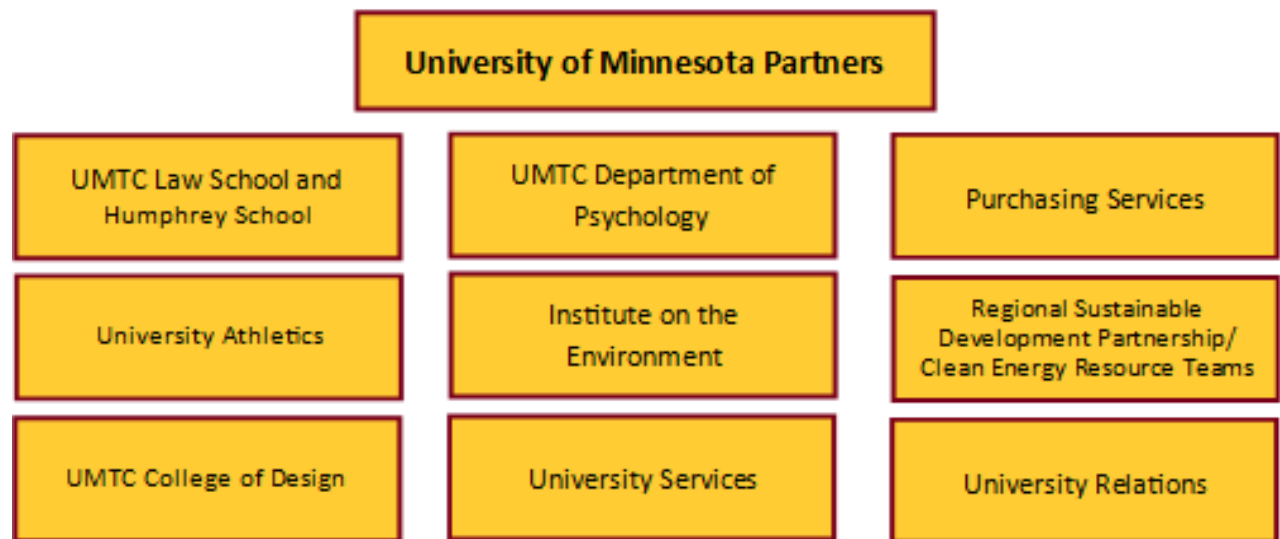 University of Minnesota Partners
UMTC Law School and
Humphrey School
UMTC Department of
Psychology
Purchasing Services
University Athletics
Institute on the
Environment
Regional Sustainable
Development Partnership/
Clean Energy Resource Teams
UMTC College of Design
University Services
University Relations